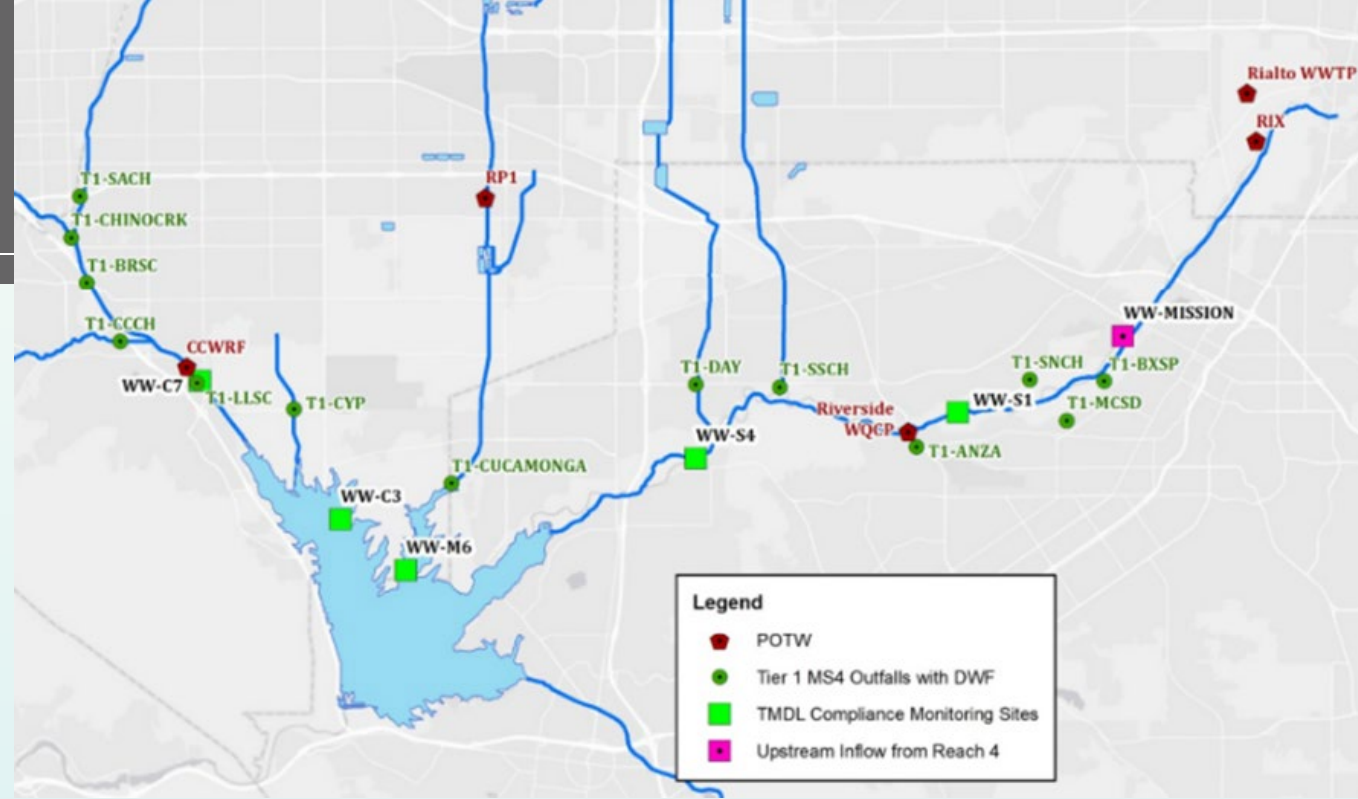 Rialto WWTP
RIX
T1-SACH
RP1
T1-CHINOCRK
T1-BRSC
WW-MISSION
T1-CCCH
CCWRF
WW-C7
T1-LLSC
T1-CYP
T1-DAY
T1-SSCH
T1-SNCH
T1-BXSP
Riverside
WQCP
WW-S1
T1-MCSD
WW-S4
T1-ANZA
T1-CUCAMONGA
WW-C3
WW-M6
Legend
POTW
Tier 1 MS4 Outfalls with DWF
TMDL Compliance Monitoring Sites
Upstream Inflow from Reach 4